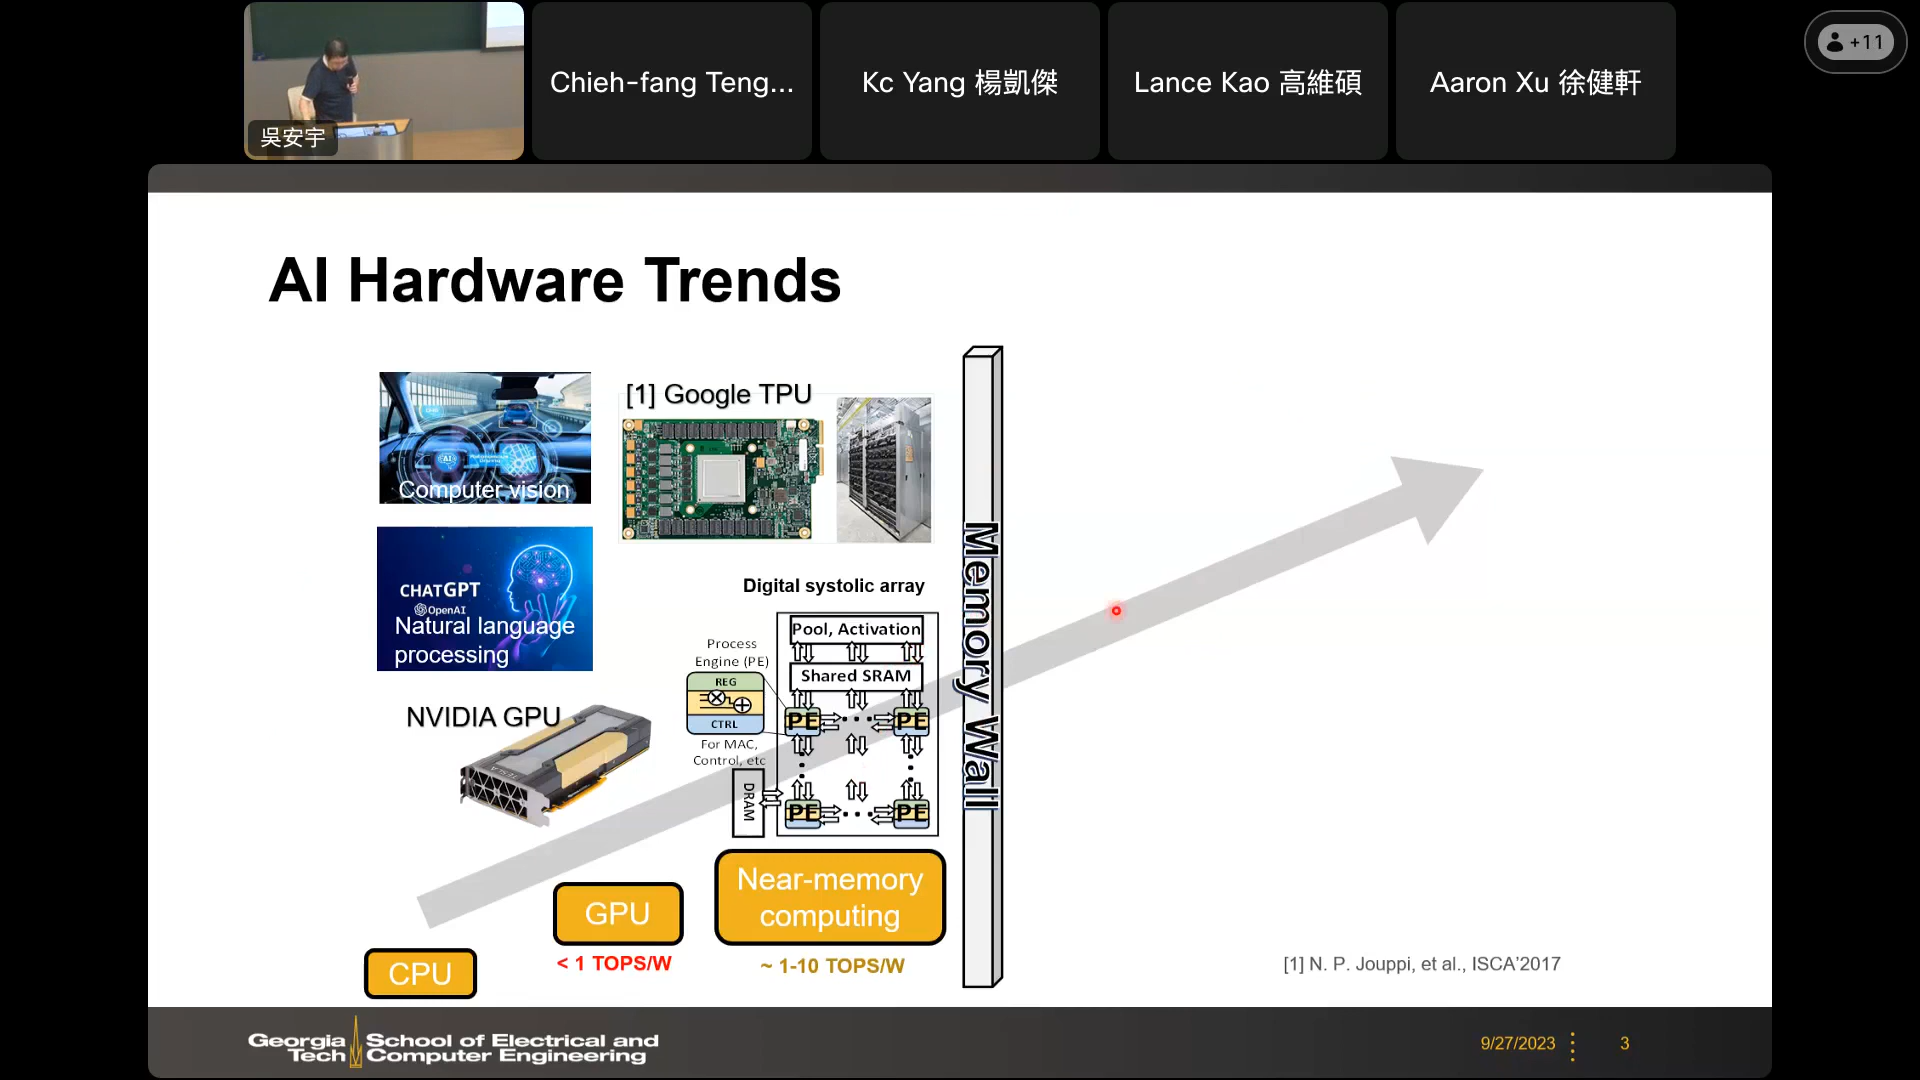 吳安宇
Chieh-fang Teng...
Kc Yang 楊凱傑
Lance Kao 高維碩
Aaron Xu 徐健軒
+11
AI Hardware Trends
Computer vision
[1] Google TPU
CHATGPT
OpenAI
Natural language
processing
NVIDIA GPU
TESLA
Digital systolic array
Pool, Activation
Shared SRAM
Process
Engine (PE)
REG
CTRL
For MAC,
Control, etc
PE
PE
PE
PE
DRAM
Memory Wall
CPU
GPU
< 1 TOPS/W
Near-memory
computing
~ 1-10 TOPS/W
[1] N. P. Jouppi, et al., ISCA’2017
Georgia
Tech
School of Electrical and
Computer Engineering
9/27/2023
3